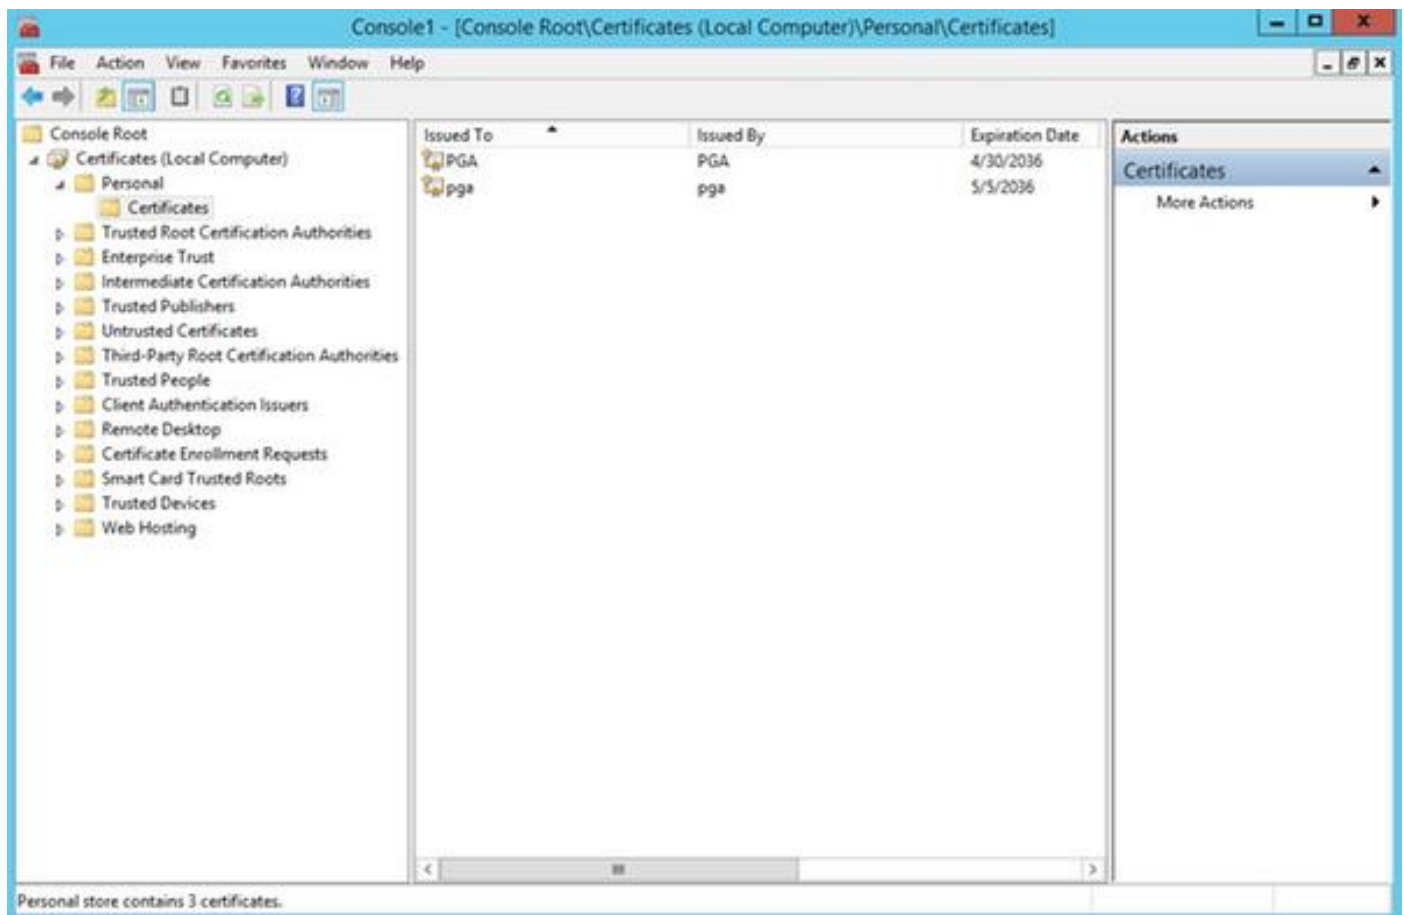 Console1 - [Console Root\Certificates (Local Computer)\Personal\Certificates]
File Action View Favorites Window Help
Console Root
Certificates (Local Computer)
Personal
Certificates
Trusted Root Certification Authorities
Enterprise Trust
Intermediate Certification Authorities
Trusted Publishers
Untrusted Certificates
Third-Party Root Certification Authorities
Trusted People
Client Authentication Issuers
Remote Desktop
Certificate Enrollment Requests
Smart Card Trusted Roots
Trusted Devices
Web Hosting
Issued To Issued By Expiration Date
PGA PGA 4/30/2036
pga pga 5/5/2036
Actions
Certificates
More Actions
Personal store contains 3 certificates.